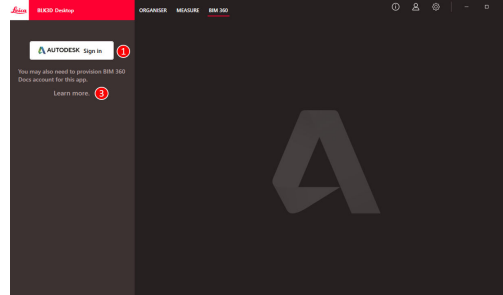 Leica BLK3D Desktop ORGANISER MEASURE BIM 360
AUTODESK Sign in 1
You may also need to provision BIM 360
Docs account for this app.
Learn more. 3